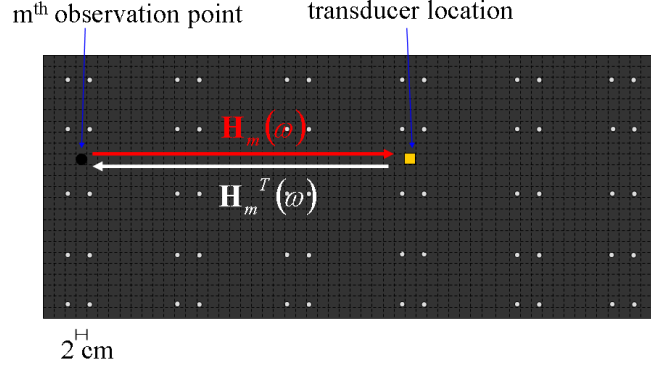 mᵗʰ observation point
transducer location
𝐇ₘ(ω)
𝐇ₘᵀ(ω)
2 cm